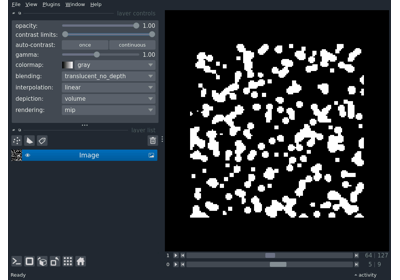 File View Plugins Window Help
layer controls
opacity: 1.00
contrast limits:
auto-contrast: once continuous
gamma: 1.00
colormap: gray
blending: translucent_no_depth
interpolation: linear
depiction: volume
rendering: mip
layer list
Image
1 64 127
0 5 9
Ready activity